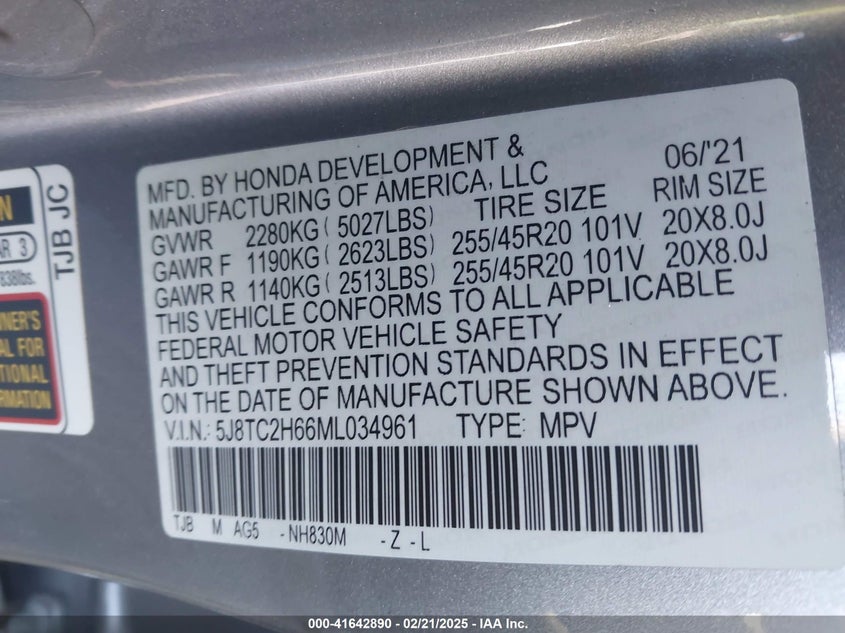 MFD. BY HONDA DEVELOPMENT & 06/'21
MANUFACTURING OF AMERICA, LLC TIRE SIZE RIM SIZE
GVWR 2280KG( 5027LBS)
GAWR F 1190KG( 2623LBS) 255/45R20 101V 20X8.0J
GAWR R 1140KG( 2513LBS) 255/45R20 101V 20X8.0J
THIS VEHICLE CONFORMS TO ALL APPLICABLE
FEDERAL MOTOR VEHICLE SAFETY
AND THEFT PREVENTION STANDARDS IN EFFECT
ON THE DATE OF MANUFACTURE SHOWN ABOVE.
V.I.N.: 5J8TC2H66ML034961 TYPE: MPV
TJB M AG5 -NH830M -Z -L
TJB JC
3
838lbs.
FOR
000-41642890 – 02/21/2025 - IAA Inc.